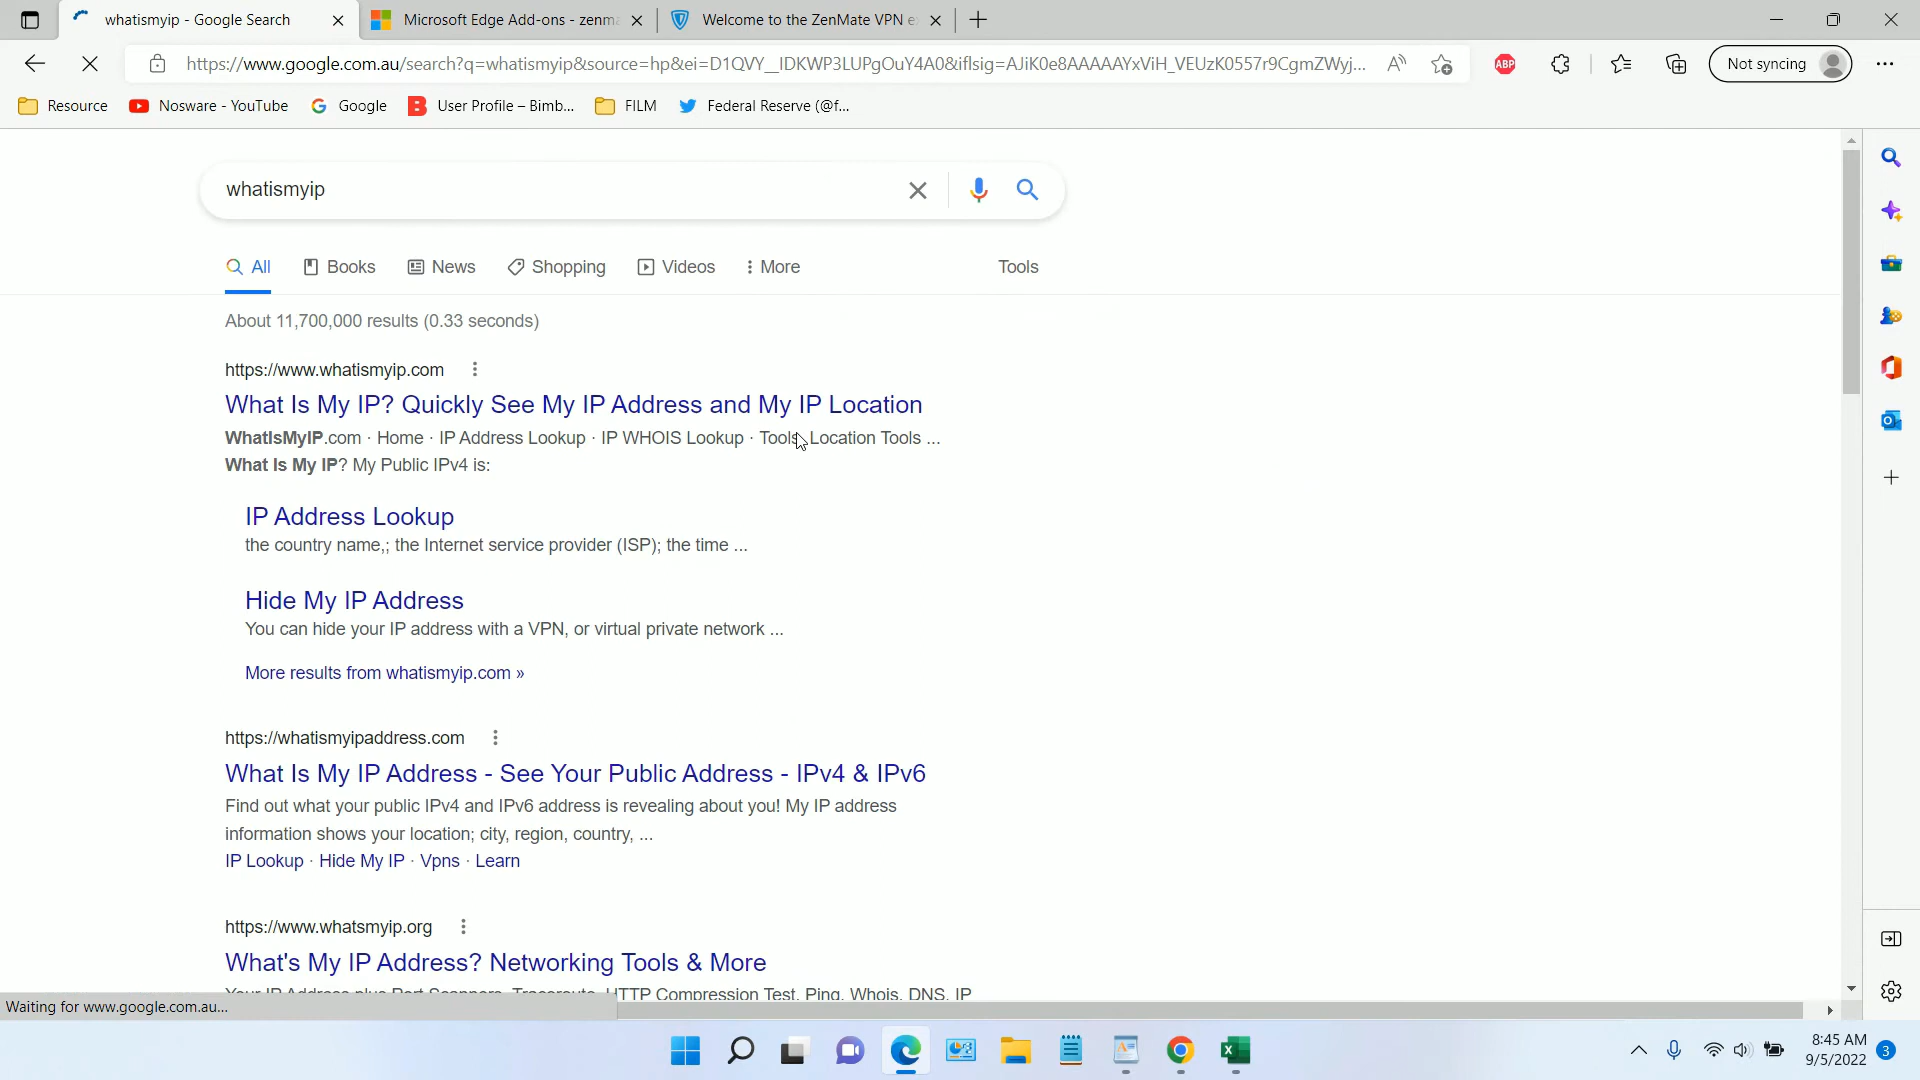 whatismyip - Google Search
Microsoft Edge Add-ons - zenma
Welcome to the ZenMate VPN e
https://www.google.com.au/search?q=whatismyip&source=hp&ei=D1QVY__IDKWP3LUPgOuY4A0&iflsig=AJiK0e8AAAAAYxViH_VEUzK0557r9CgmZWyj...
ABP
Not syncing
Resource
Nosware - YouTube
Google
User Profile – Bimb...
FILM
Federal Reserve (@f...
whatismyip
All
Books
News
Shopping
Videos
More
Tools
About 11,700,000 results (0.33 seconds)
https://www.whatismyip.com
What Is My IP? Quickly See My IP Address and My IP Location
WhatIsMyIP.com · Home · IP Address Lookup · IP WHOIS Lookup · Tools. Location Tools ...
What Is My IP? My Public IPv4 is:
IP Address Lookup
the country name,; the Internet service provider (ISP); the time ...
Hide My IP Address
You can hide your IP address with a VPN, or virtual private network ...
More results from whatismyip.com »
https://whatismyipaddress.com
What Is My IP Address - See Your Public Address - IPv4 & IPv6
Find out what your public IPv4 and IPv6 address is revealing about you! My IP address
information shows your location; city, region, country, ...
IP Lookup · Hide My IP · Vpns · Learn
https://www.whatsmyip.org
What's My IP Address? Networking Tools & More
Your IP Address plus Port Scanners, Traceroute, HTTP Compression Test, Ping, Whois, DNS, IP
Waiting for www.google.com.au...
8:45 AM
9/5/2022
3